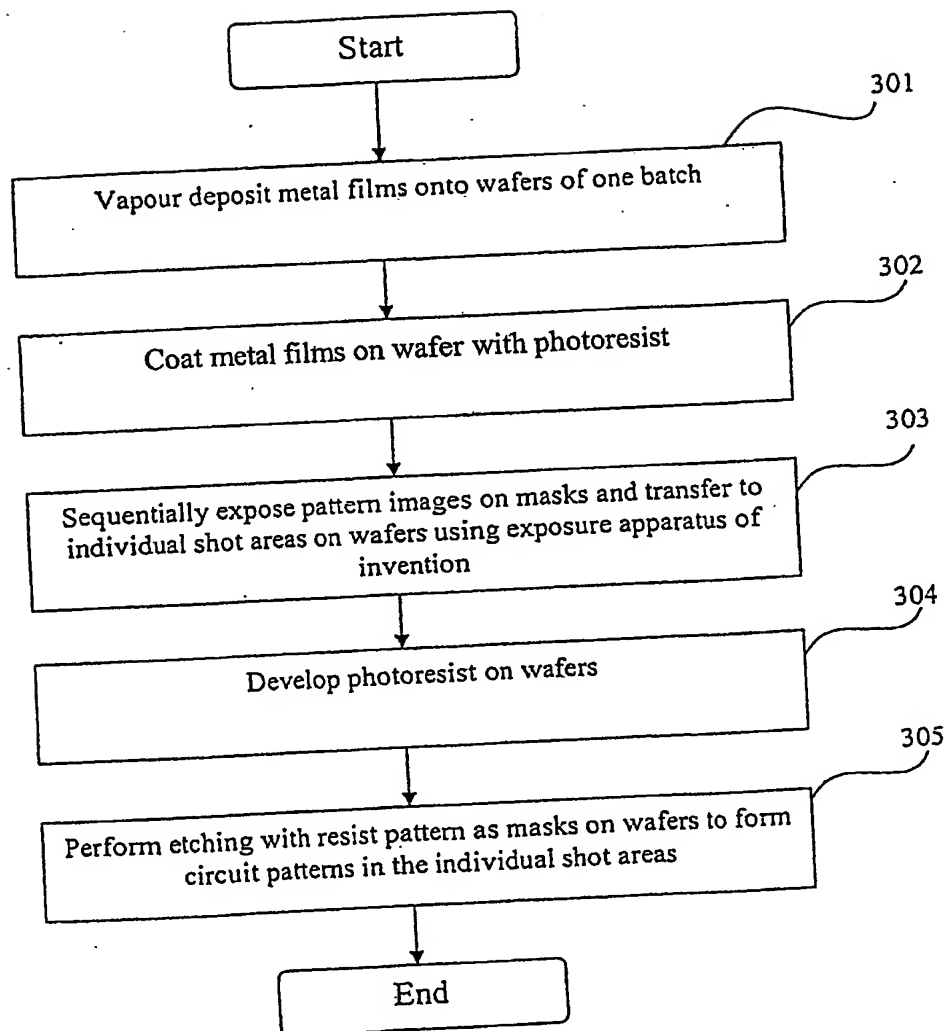 Start
301
Vapour deposit metal films onto wafers of one batch
302
Coat metal films on wafer with photoresist
303
Sequentially expose pattern images on masks and transfer to
individual shot areas on wafers using exposure apparatus of
invention
304
Develop photoresist on wafers
305
Perform etching with resist pattern as masks on wafers to form
circuit patterns in the individual shot areas
End